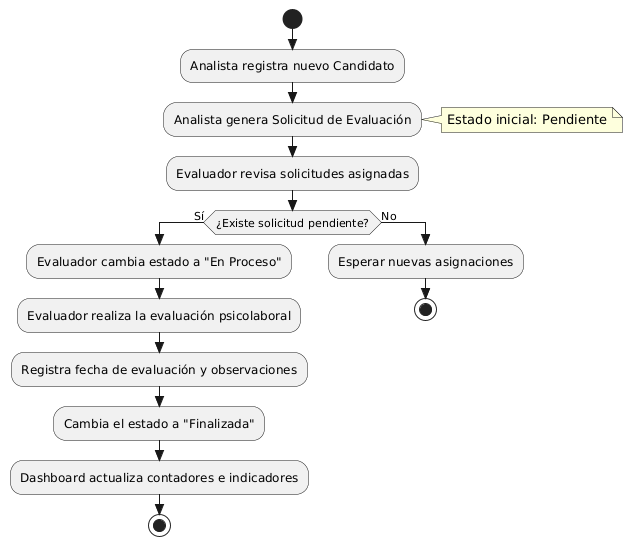 Analista registra nuevo Candidato
Analista genera Solicitud de Evaluación
Estado inicial: Pendiente
Evaluador revisa solicitudes asignadas
¿Existe solicitud pendiente?
Sí
No
Evaluador cambia estado a "En Proceso"
Esperar nuevas asignaciones
Evaluador realiza la evaluación psicolaboral
Registra fecha de evaluación y observaciones
Cambia el estado a "Finalizada"
Dashboard actualiza contadores e indicadores